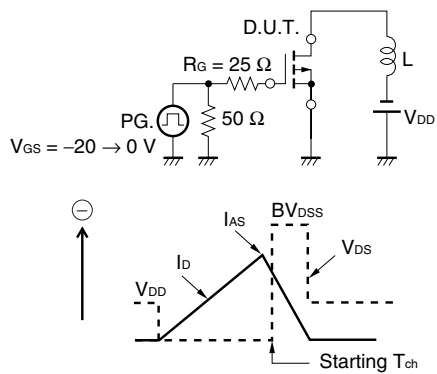 D.U.T.
RG = 25 Ω
L
PG.
50 Ω
VDD
VGS = −20 → 0 V
−
BVDSS
IAS
ID
VDS
VDD
Starting Tch